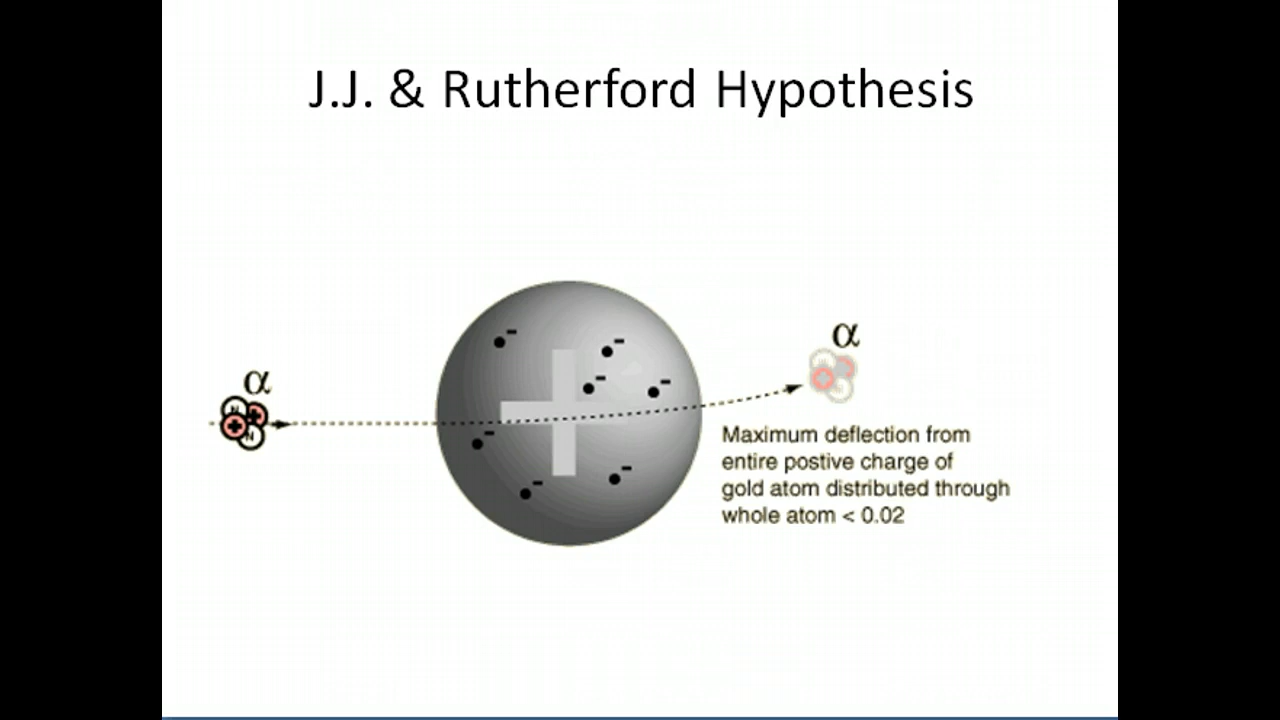 J.J. & Rutherford Hypothesis
α
α
N
N
Maximum deflection from
entire postive charge of
gold atom distributed through
whole atom < 0.02